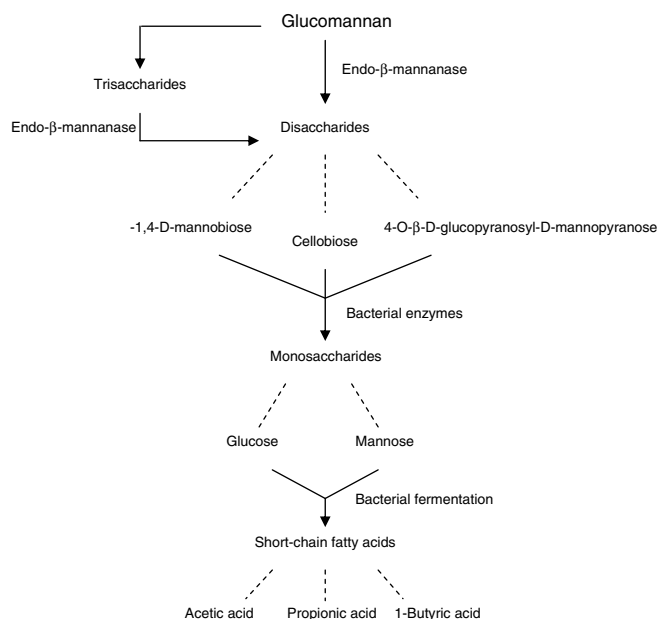 Glucomannan
Endo-β-mannanase
Trisaccharides
Endo-β-mannanase
Disaccharides
-1,4-D-mannobiose
Cellobiose
4-O-β-D-glucopyranosyl-D-mannopyranose
Bacterial enzymes
Monosaccharides
Glucose
Mannose
Bacterial fermentation
Short-chain fatty acids
Acetic acid
Propionic acid
1-Butyric acid